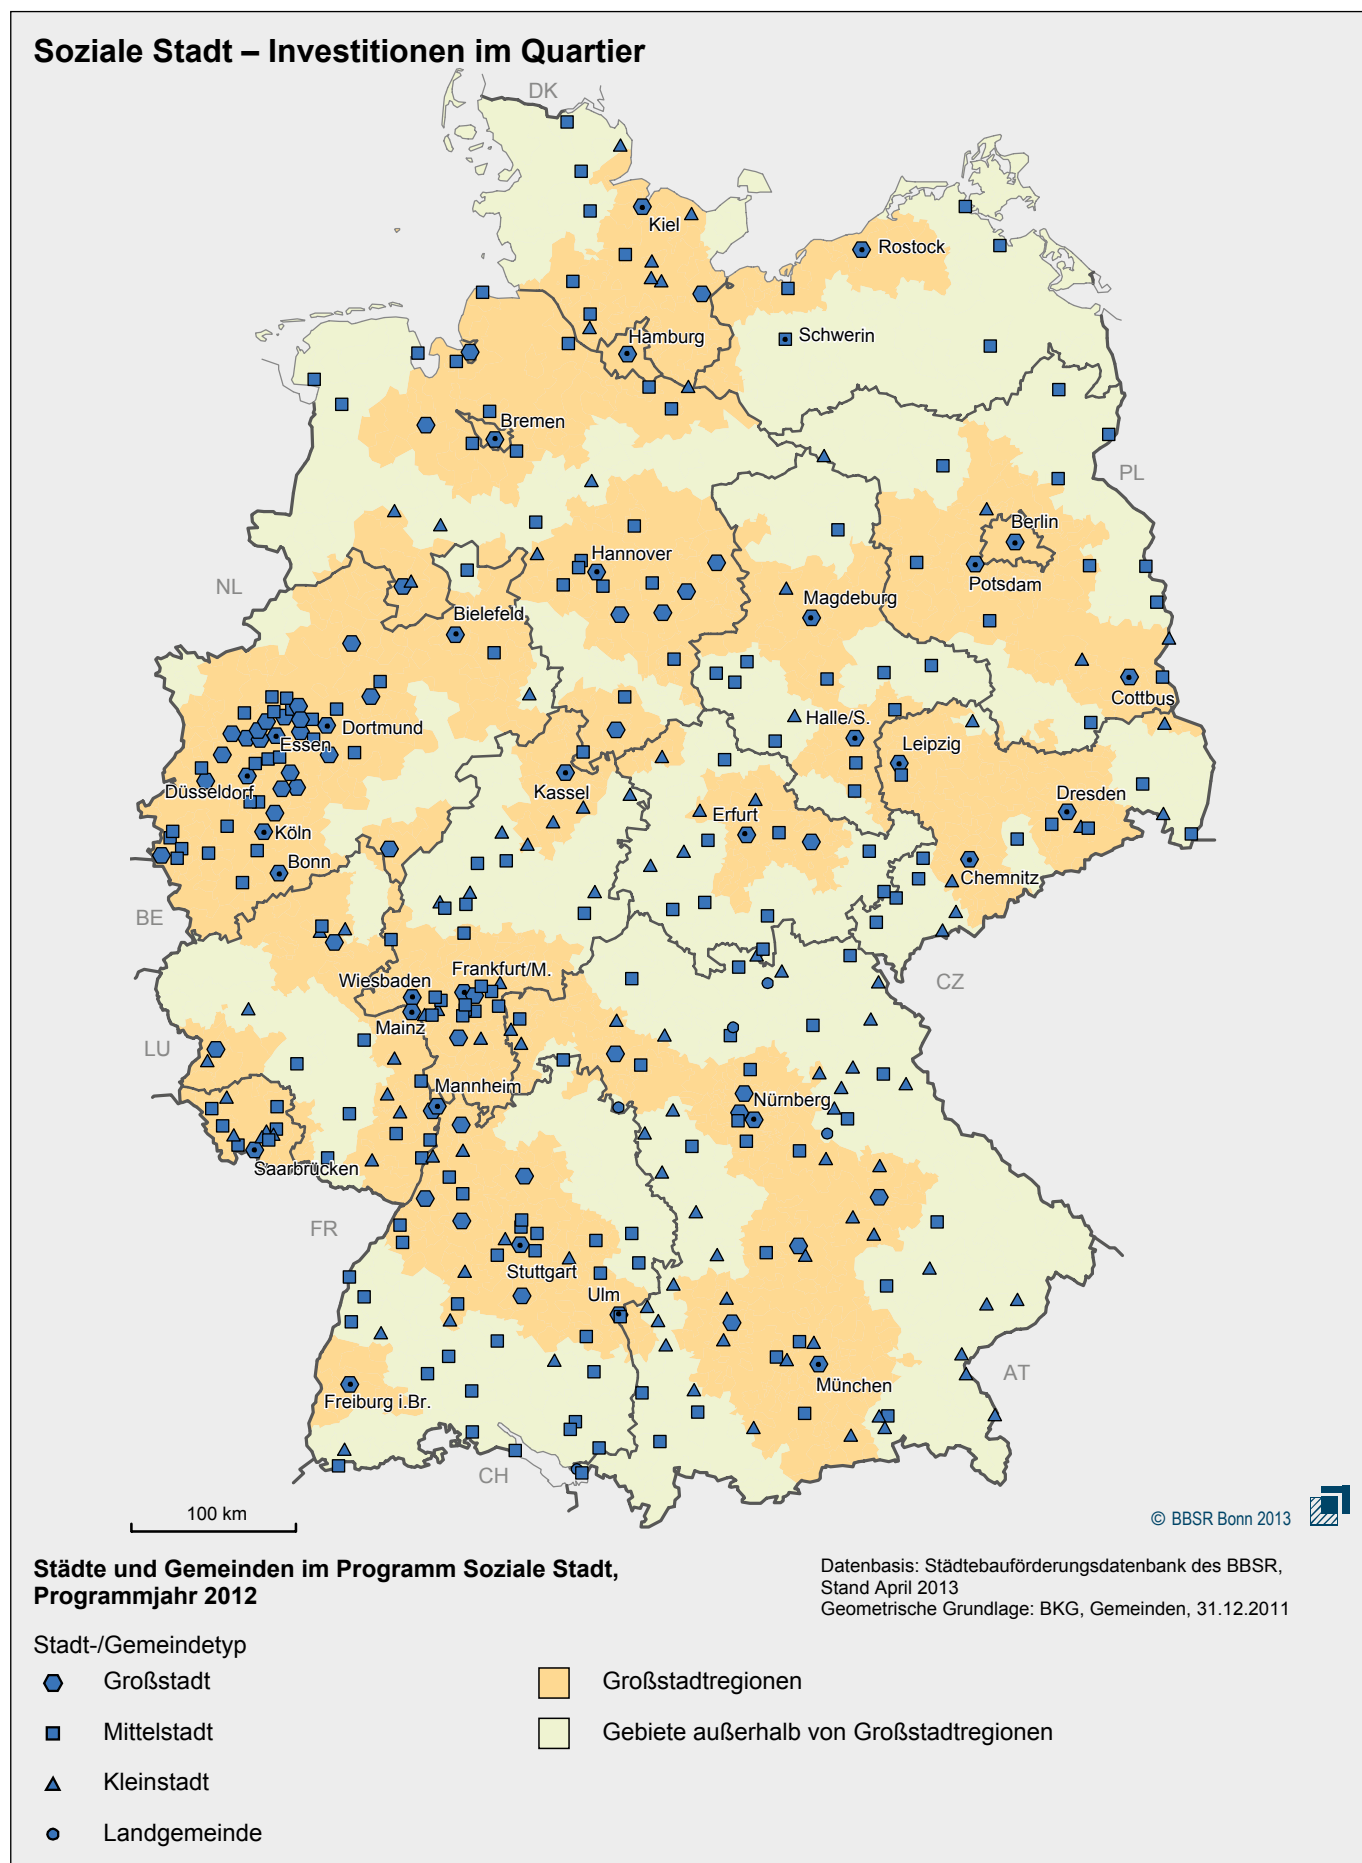 Soziale Stadt – Investitionen im Quartier
DK
Kiel
Rostock
Hamburg
Schwerin
Bremen
PL
Berlin
Hannover
NL
Potsdam
Magdeburg
Bielefeld
Cottbus
Halle/S.
Dortmund
Essen
Leipzig
Düsseldorf
Kassel
Dresden
Erfurt
Köln
Bonn
Chemnitz
BE
Wiesbaden
Frankfurt/M.
CZ
Mainz
LU
Mannheim
Nürnberg
Saarbrücken
FR
Stuttgart
Ulm
AT
München
Freiburg i.Br.
CH
100 km
© BBSR Bonn 2013
Städte und Gemeinden im Programm Soziale Stadt,
Programmjahr 2012
Datenbasis: Städtebauförderungsdatenbank des BBSR,
Stand April 2013
Geometrische Grundlage: BKG, Gemeinden, 31.12.2011
Stadt-/Gemeindetyp
Großstadt
Mittelstadt
Kleinstadt
Landgemeinde
Großstadtregionen
Gebiete außerhalb von Großstadtregionen